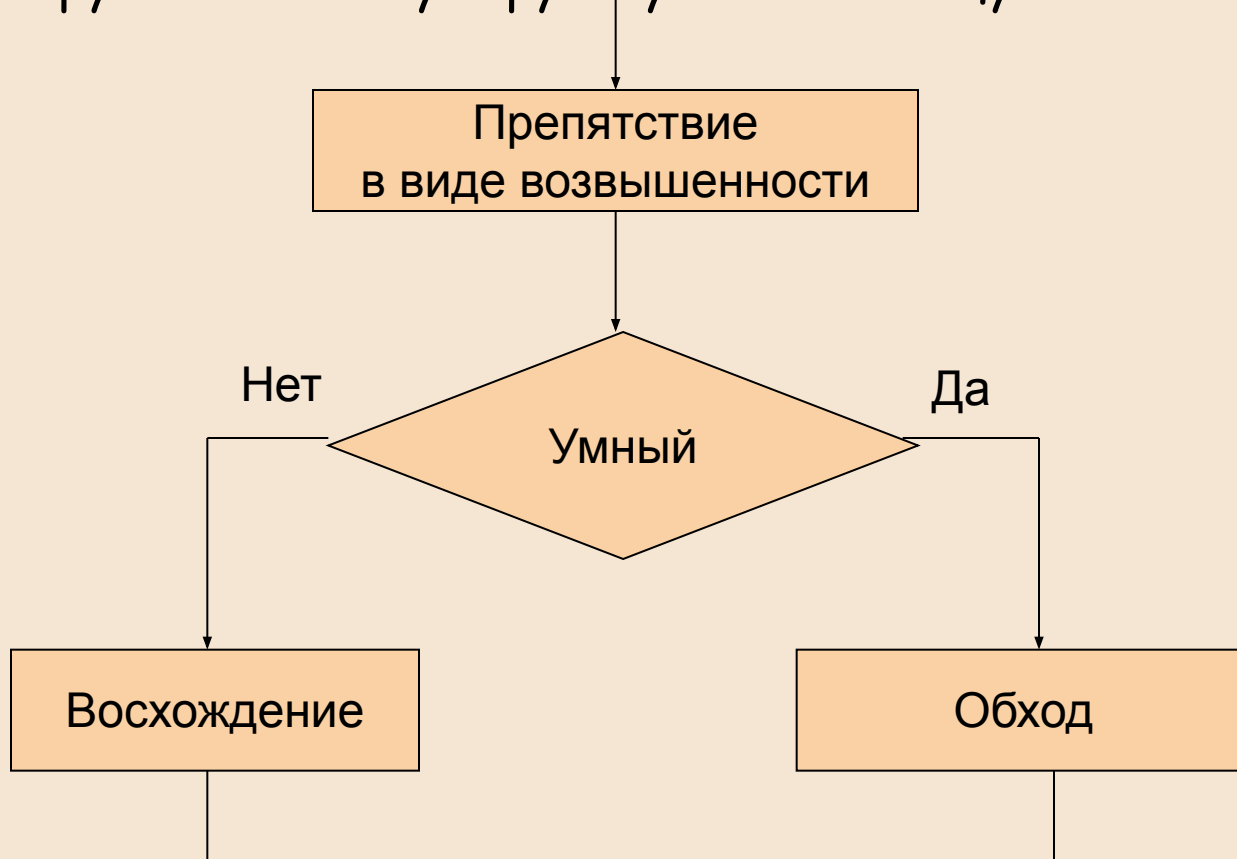 Препятствие
в виде возвышенности
Нет
Да
Умный
Восхождение
Обход